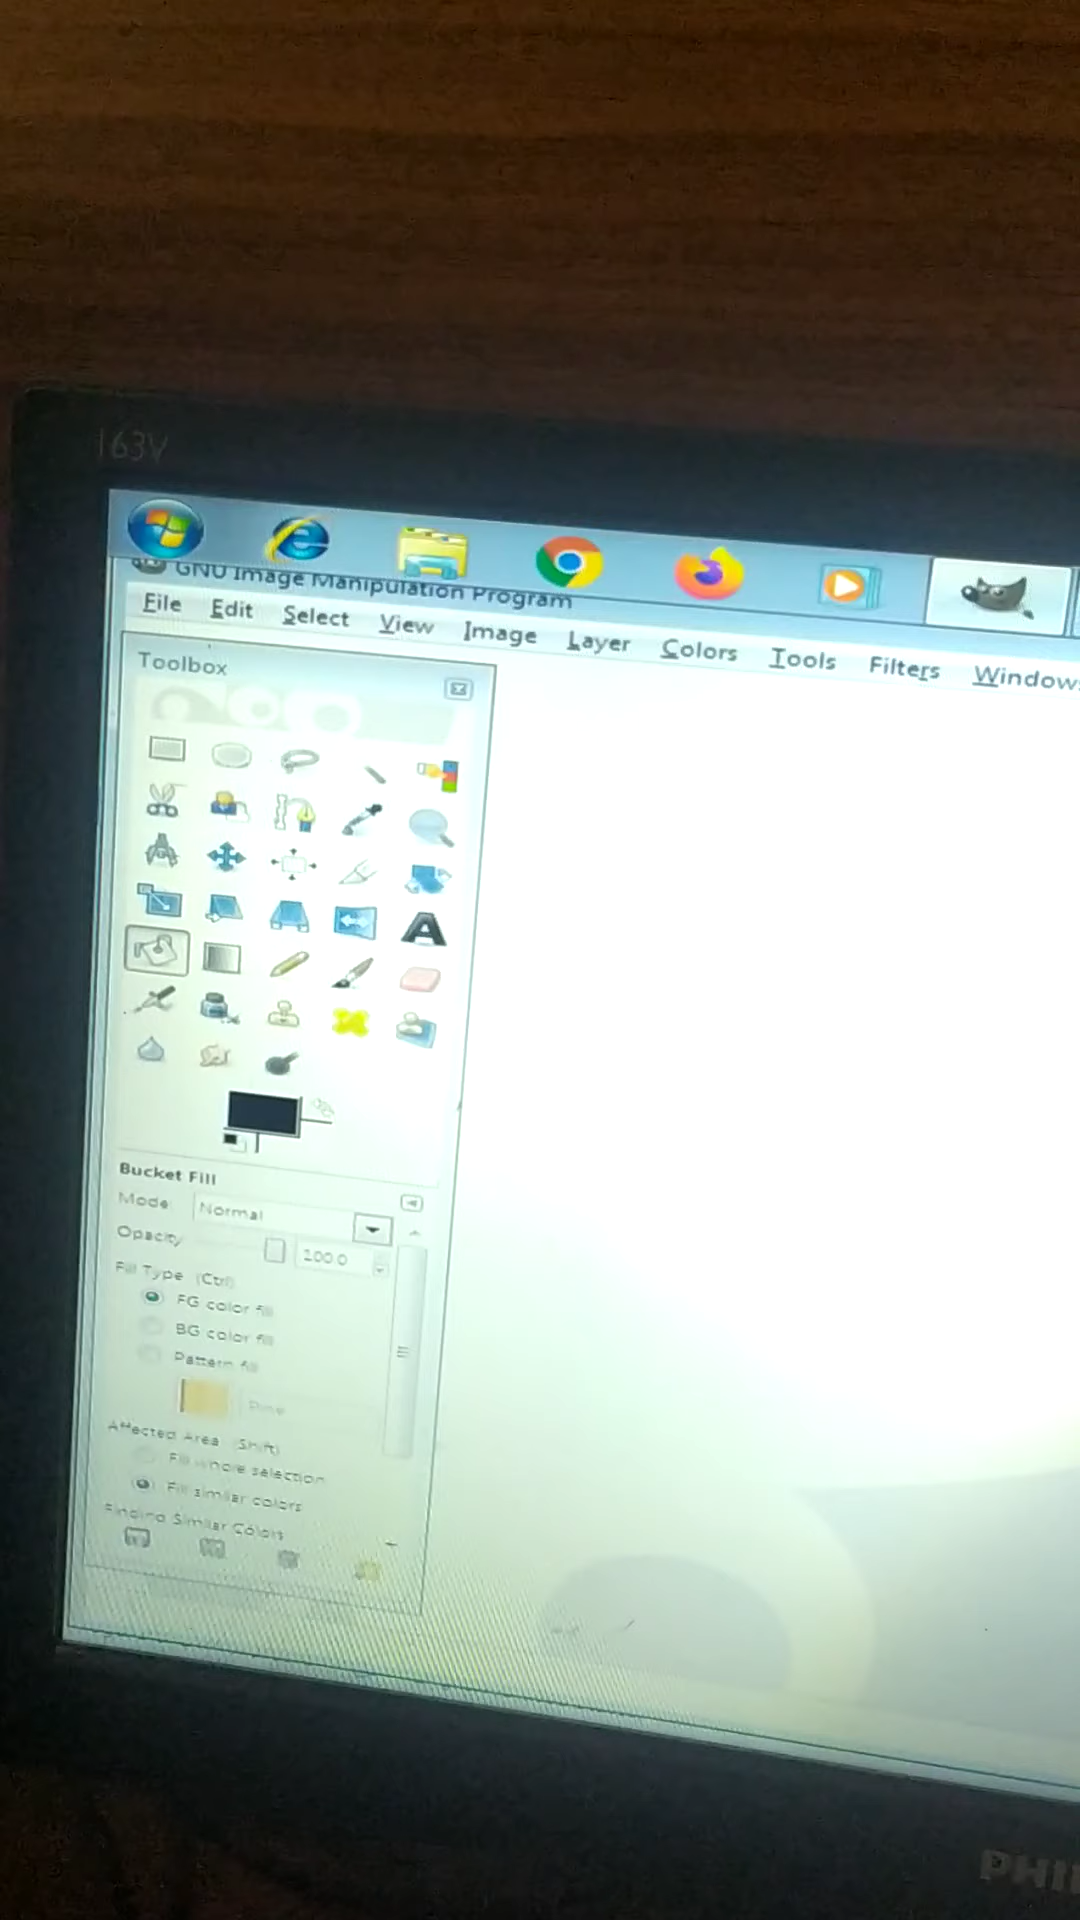 163V
GNU Image Manipulation Program
File Edit Select View Image Layer Colors Tools Filters Windows
Toolbox
Bucket Fill
Mode: Normal
Opacity 100.0
Fill Type (Ctrl)
FG color fill
BG color fill
Pattern fill
Pine
Affected Area (Shift)
Fill whole selection
Fill similar colors
Finding Similar Colors
PHI